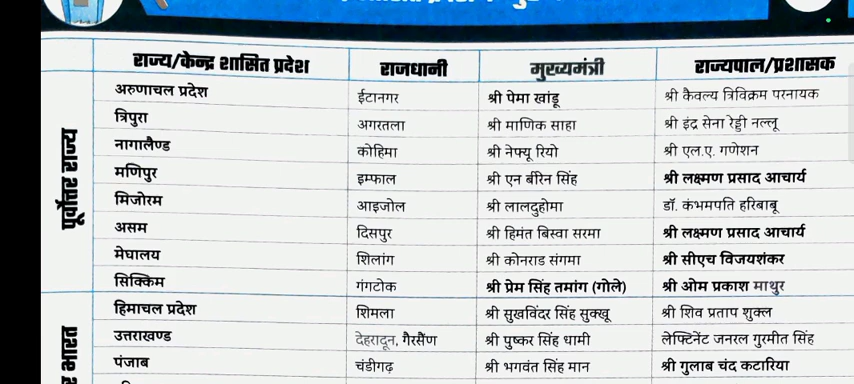 राज्य/केन्द्र शासित प्रदेश राजधानी मुख्यमंत्री राज्यपाल/प्रशासक
पूर्वोत्तर राज्य
अरुणाचल प्रदेश ईटानगर श्री पेमा खांडू श्री कैवल्य त्रिविक्रम परनायक
त्रिपुरा अगरतला श्री माणिक साहा श्री इंद्र सेना रेड्डी नल्लू
नागालैण्ड कोहिमा श्री नेफ्यू रियो श्री एल.ए. गणेशन
मणिपुर इम्फाल श्री एन बीरेन सिंह श्री लक्ष्मण प्रसाद आचार्य
मिजोरम आइजोल श्री लालदुहोमा डॉ. कंभमपति हरिबाबू
असम दिसपुर श्री हिमंत बिस्वा सरमा श्री लक्ष्मण प्रसाद आचार्य
मेघालय शिलांग श्री कोनराड संगमा श्री सीएच विजयशंकर
सिक्किम गंगटोक श्री प्रेम सिंह तमांग (गोले) श्री ओम प्रकाश माथुर
भारत
हिमाचल प्रदेश शिमला श्री सुखविंदर सिंह सुक्खू श्री शिव प्रताप शुक्ल
उत्तराखण्ड देहरादून, गैरसैंण श्री पुष्कर सिंह धामी लेफ्टिनेंट जनरल गुरमीत सिंह
पंजाब चंडीगढ़ श्री भगवंत सिंह मान श्री गुलाब चंद कटारिया